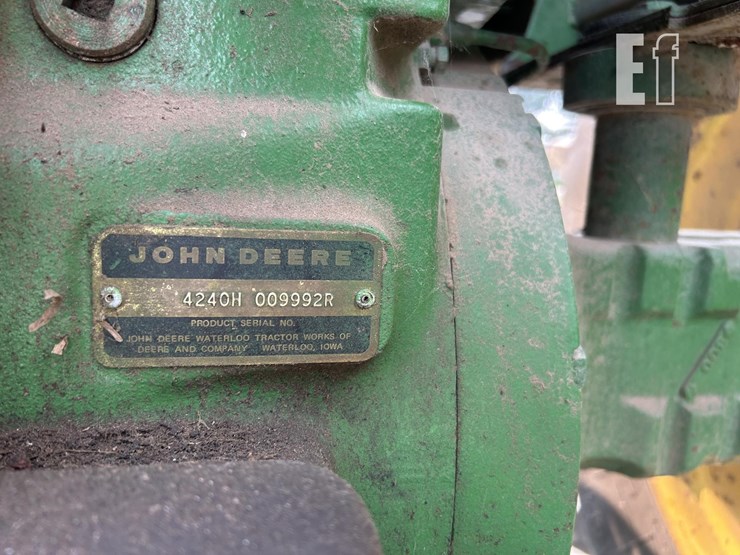 Ef
JOHN DEERE
4240H 009992R
PRODUCT SERIAL NO.
JOHN DEERE WATERLOO TRACTOR WORKS OF
DEERE AND COMPANY WATERLOO, IOWA